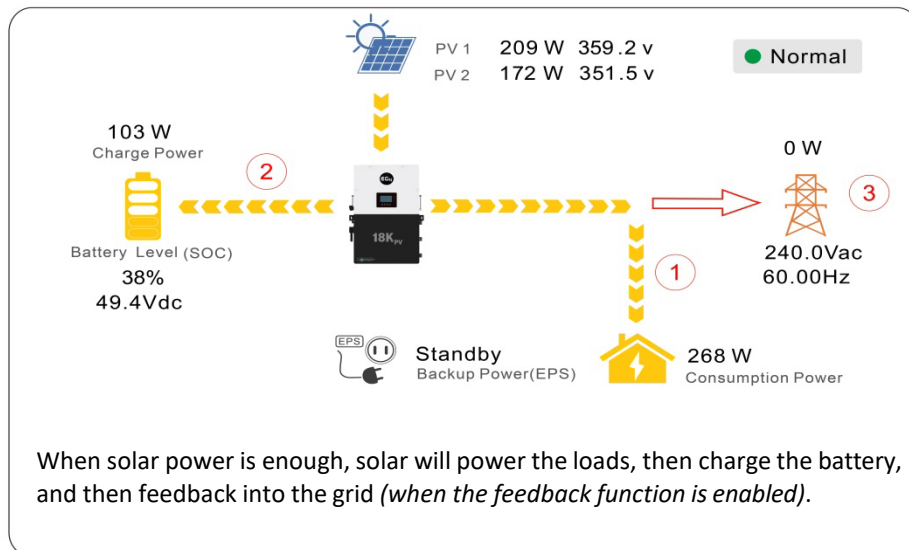 PV 1 209 W 359.2 v
PV 2 172 W 351.5 v
Normal
103 W
Charge Power
2
0 W
3
EG4
18K PV
Battery Level (SOC)
38%
49.4Vdc
240.0Vac
60.00Hz
1
EPS
Standby
Backup Power(EPS)
268 W
Consumption Power
When solar power is enough, solar will power the loads, then charge the battery,
and then feedback into the grid (when the feedback function is enabled).